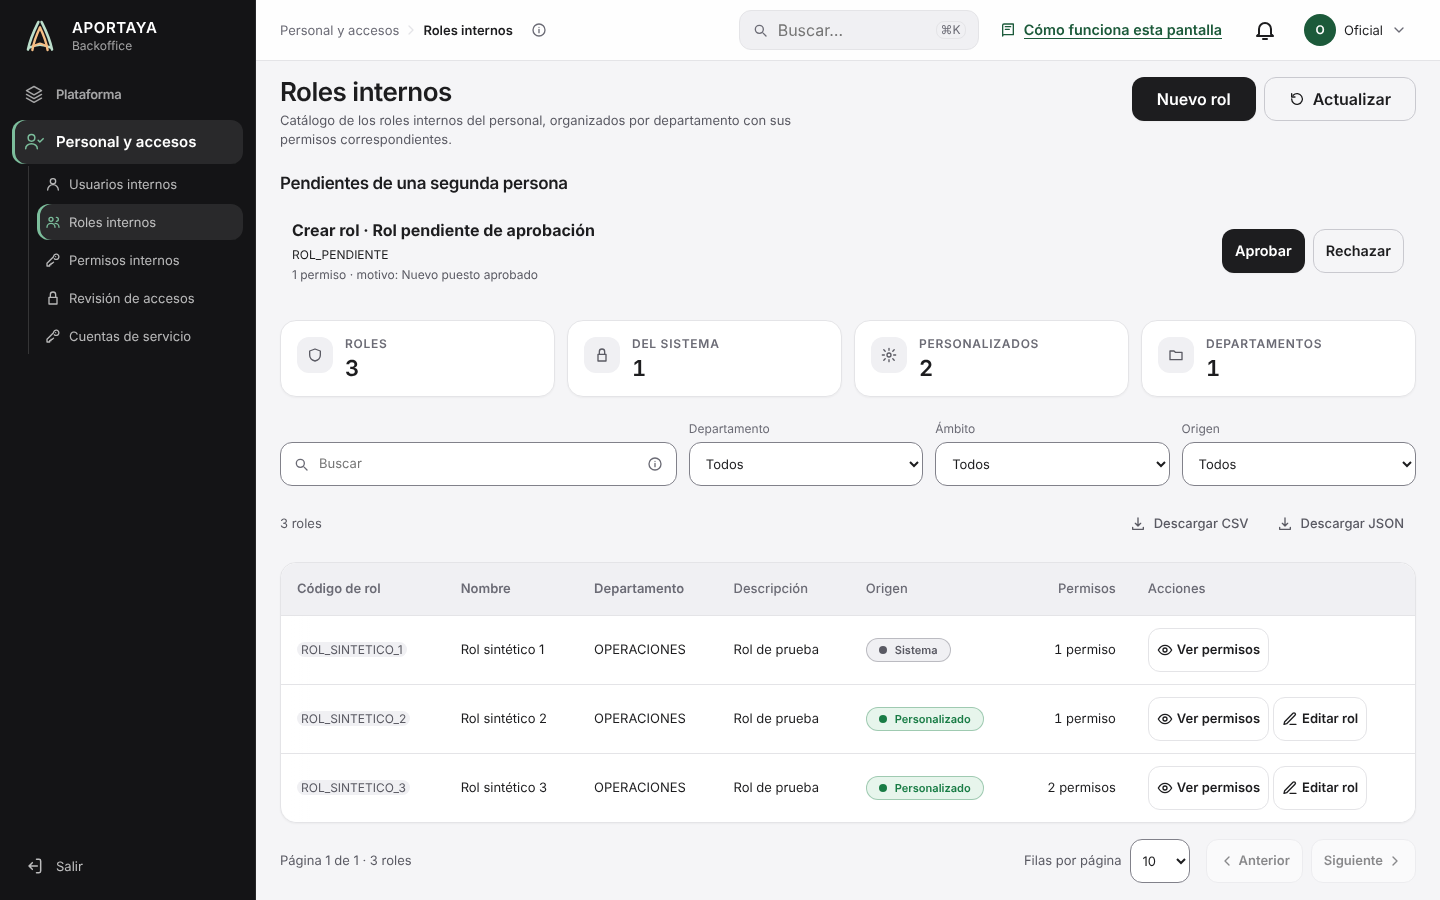 APORTAYA
Backoffice
Plataforma
Personal y accesos
Usuarios internos
Roles internos
Permisos internos
Revisión de accesos
Cuentas de servicio
Salir
Personal y accesos
Roles internos
Buscar...
⌘K
Cómo funciona esta pantalla
O
Oficial
Roles internos
Catálogo de los roles internos del personal, organizados por departamento con sus
permisos correspondientes.
Nuevo rol
Actualizar
Pendientes de una segunda persona
Crear rol · Rol pendiente de aprobación
ROL_PENDIENTE
1 permiso · motivo: Nuevo puesto aprobado
Aprobar
Rechazar
ROLES
3
DEL SISTEMA
1
PERSONALIZADOS
2
DEPARTAMENTOS
1
Buscar
Departamento
Todos
Ámbito
Todos
Origen
Todos
3 roles
Descargar CSV
Descargar JSON
Código de rol Nombre Departamento Descripción Origen Permisos Acciones
ROL_SINTETICO_1 Rol sintético 1 OPERACIONES Rol de prueba Sistema 1 permiso Ver permisos
ROL_SINTETICO_2 Rol sintético 2 OPERACIONES Rol de prueba Personalizado 1 permiso Ver permisos Editar rol
ROL_SINTETICO_3 Rol sintético 3 OPERACIONES Rol de prueba Personalizado 2 permisos Ver permisos Editar rol
Página 1 de 1 · 3 roles
Filas por página
10
Anterior
Siguiente